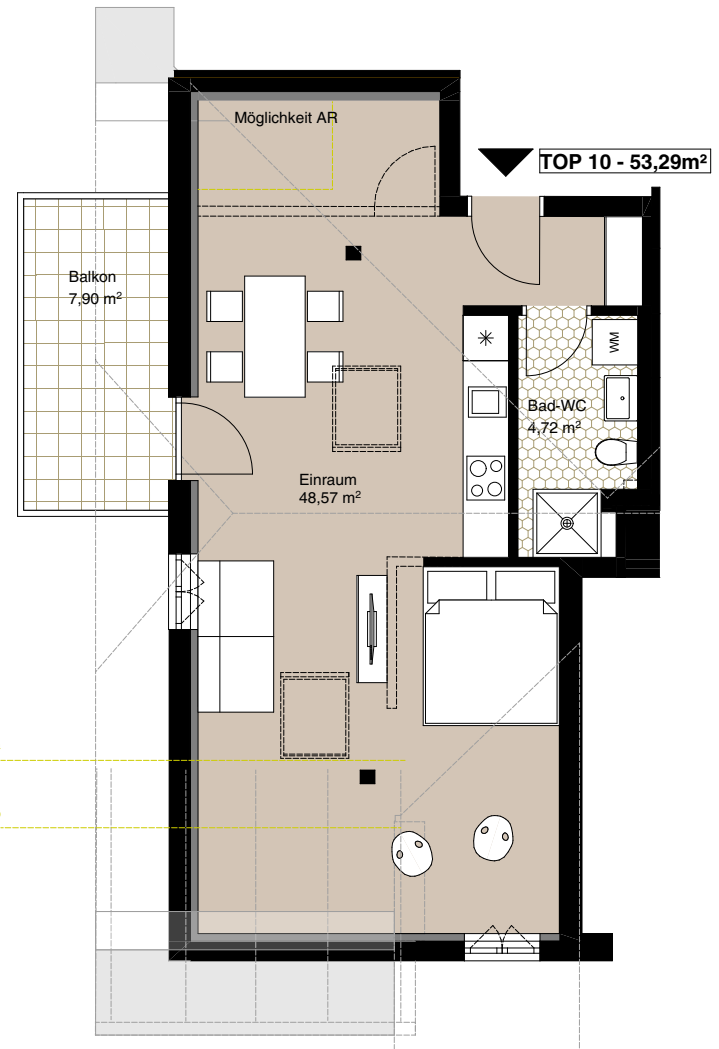 Möglichkeit AR
TOP 10 - 53,29m²
Balkon
7,90 m²
WM
Bad-WC
4,72 m²
Einraum
48,57 m²